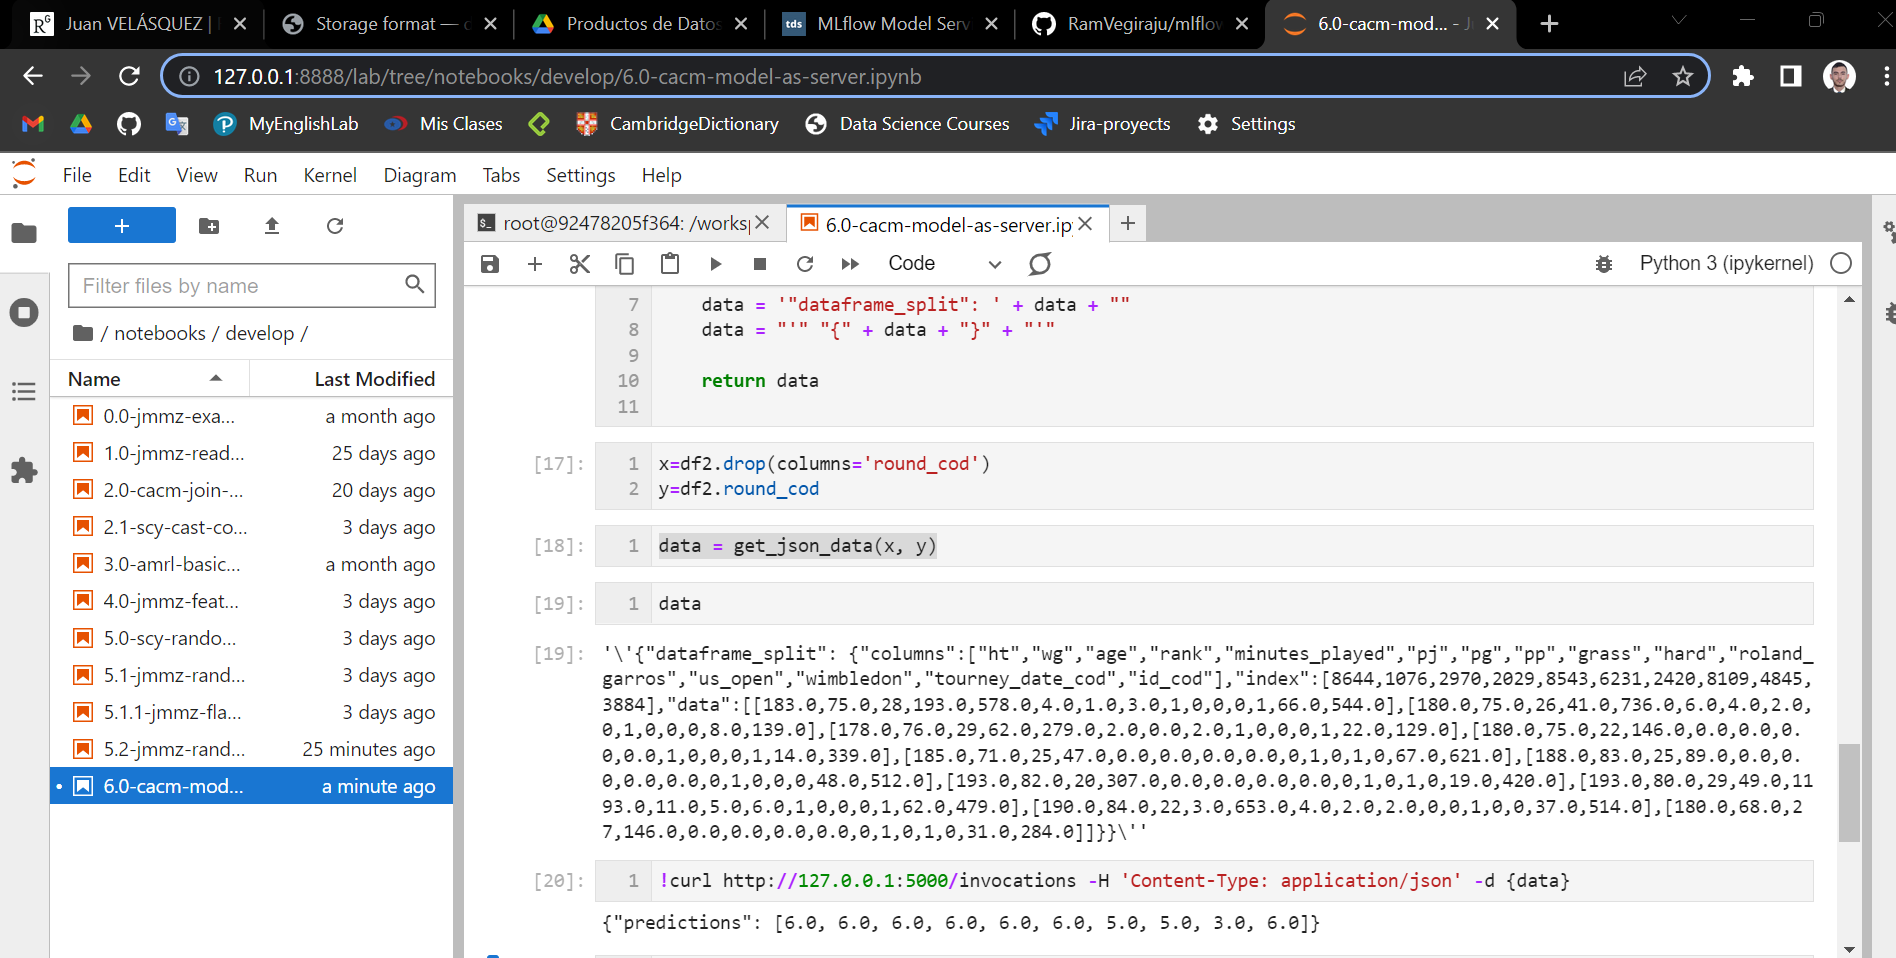 Juan VELÁSQUEZ |
Storage format —
Productos de Datos
tds MLflow Model Serv
RamVegiraju/mlflow
6.0-cacm-mod... - J
127.0.0.1:8888/lab/tree/notebooks/develop/6.0-cacm-model-as-server.ipynb
MyEnglishLab
Mis Clases
CambridgeDictionary
Data Science Courses
Jira-proyects
Settings
File Edit View Run Kernel Diagram Tabs Settings Help
Filter files by name
/ notebooks / develop /
Name Last Modified
0.0-jmmz-exa... a month ago
1.0-jmmz-read... 25 days ago
2.0-cacm-join-... 20 days ago
2.1-scy-cast-co... 3 days ago
3.0-amrl-basic... a month ago
4.0-jmmz-feat... 3 days ago
5.0-scy-rando... 3 days ago
5.1-jmmz-rand... 3 days ago
5.1.1-jmmz-fla... 3 days ago
5.2-jmmz-rand... 25 minutes ago
6.0-cacm-mod... a minute ago
root@92478205f364: /works
6.0-cacm-model-as-server.ip
Code
Python 3 (ipykernel)
7 data = '"dataframe_split": ' + data + ""
8 data = "'" "{" + data + "}" + "'"
9
10 return data
11
[17]: 1 x=df2.drop(columns='round_cod')
2 y=df2.round_cod
[18]: 1 data = get_json_data(x, y)
[19]: 1 data
[19]: '\'{"dataframe_split": {"columns":["ht","wg","age","rank","minutes_played","pj","pg","pp","grass","hard","roland_
garros","us_open","wimbledon","tourney_date_cod","id_cod"],"index":[8644,1076,2970,2029,8543,6231,2420,8109,4845,
3884],"data":[[183.0,75.0,28,193.0,578.0,4.0,1.0,3.0,1,0,0,0,1,66.0,544.0],[180.0,75.0,26,41.0,736.0,6.0,4.0,2.0,
0,1,0,0,0,8.0,139.0],[178.0,76.0,29,62.0,279.0,2.0,0.0,2.0,1,0,0,0,1,22.0,129.0],[180.0,75.0,22,146.0,0.0,0.0,0.
0,0.0,1,0,0,0,1,14.0,339.0],[185.0,71.0,25,47.0,0.0,0.0,0.0,0.0,0,1,0,1,0,67.0,621.0],[188.0,83.0,25,89.0,0.0,0.
0,0.0,0.0,0,1,0,0,0,48.0,512.0],[193.0,82.0,20,307.0,0.0,0.0,0.0,0.0,0,1,0,1,0,19.0,420.0],[193.0,80.0,29,49.0,11
93.0,11.0,5.0,6.0,1,0,0,0,1,62.0,479.0],[190.0,84.0,22,3.0,653.0,4.0,2.0,2.0,0,0,1,0,0,37.0,514.0],[180.0,68.0,2
7,146.0,0.0,0.0,0.0,0.0,0,1,0,1,0,31.0,284.0]]}}\''
[20]: 1 !curl http://127.0.0.1:5000/invocations -H 'Content-Type: application/json' -d {data}
{"predictions": [6.0, 6.0, 6.0, 6.0, 6.0, 6.0, 5.0, 5.0, 3.0, 6.0]}